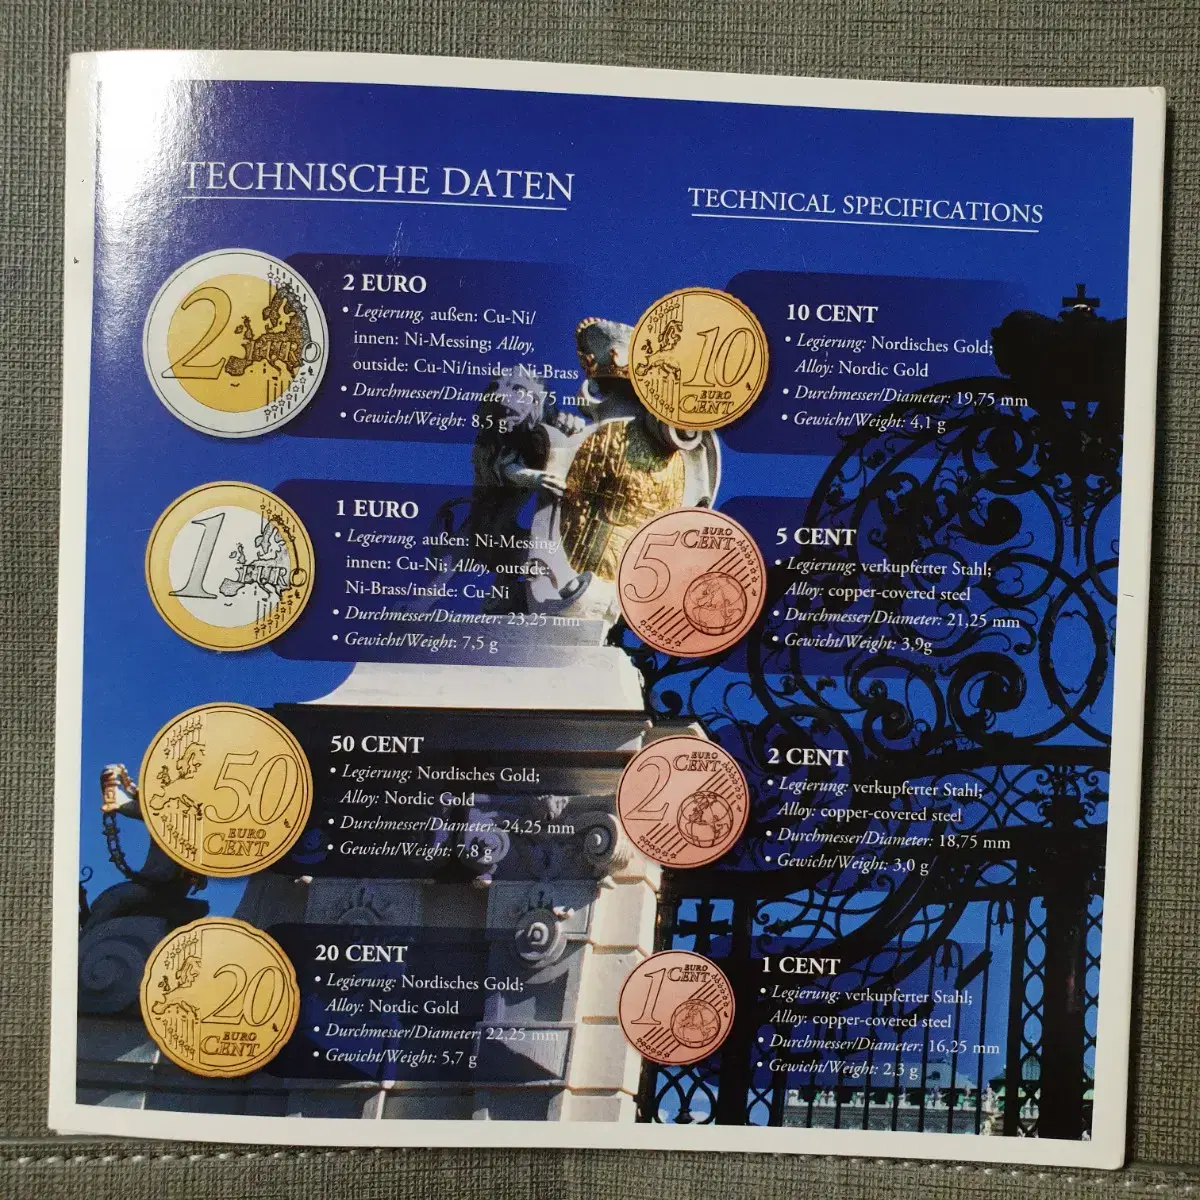 TECHNISCHE DATEN
TECHNICAL SPECIFICATIONS
2 EURO
• Legierung, außen: Cu-Ni/
innen: Ni-Messing; Alloy,
outside: Cu-Ni/inside: Ni-Brass
• Durchmesser/Diameter: 25,75 mm
• Gewicht/Weight: 8,5 g
2 EURO
1 EURO
• Legierung, außen: Ni-Messing/
innen: Cu-Ni; Alloy, outside:
Ni-Brass/inside: Cu-Ni
• Durchmesser/Diameter: 23,25 mm
• Gewicht/Weight: 7,5 g
1 EURO
50 CENT
• Legierung: Nordisches Gold;
Alloy: Nordic Gold
• Durchmesser/Diameter: 24,25 mm
• Gewicht/Weight: 7,8 g
50
EURO
CENT
20 CENT
• Legierung: Nordisches Gold;
Alloy: Nordic Gold
• Durchmesser/Diameter: 22,25 mm
• Gewicht/Weight: 5,7 g
20
EURO
CENT
10 CENT
• Legierung: Nordisches Gold;
Alloy: Nordic Gold
• Durchmesser/Diameter: 19,75 mm
• Gewicht/Weight: 4,1 g
10
EURO
CENT
5 CENT
• Legierung: verkupferter Stahl;
Alloy: copper-covered steel
• Durchmesser/Diameter: 21,25 mm
• Gewicht/Weight: 3,9g
5
EURO
CENT
2 CENT
• Legierung: verkupferter Stahl;
Alloy: copper-covered steel
• Durchmesser/Diameter: 18,75 mm
• Gewicht/Weight: 3,0 g
2
EURO
CENT
1 CENT
• Legierung: verkupferter Stahl;
Alloy: copper-covered steel
• Durchmesser/Diameter: 16,25 mm
• Gewicht/Weight: 2,3 g
1
EURO
CENT